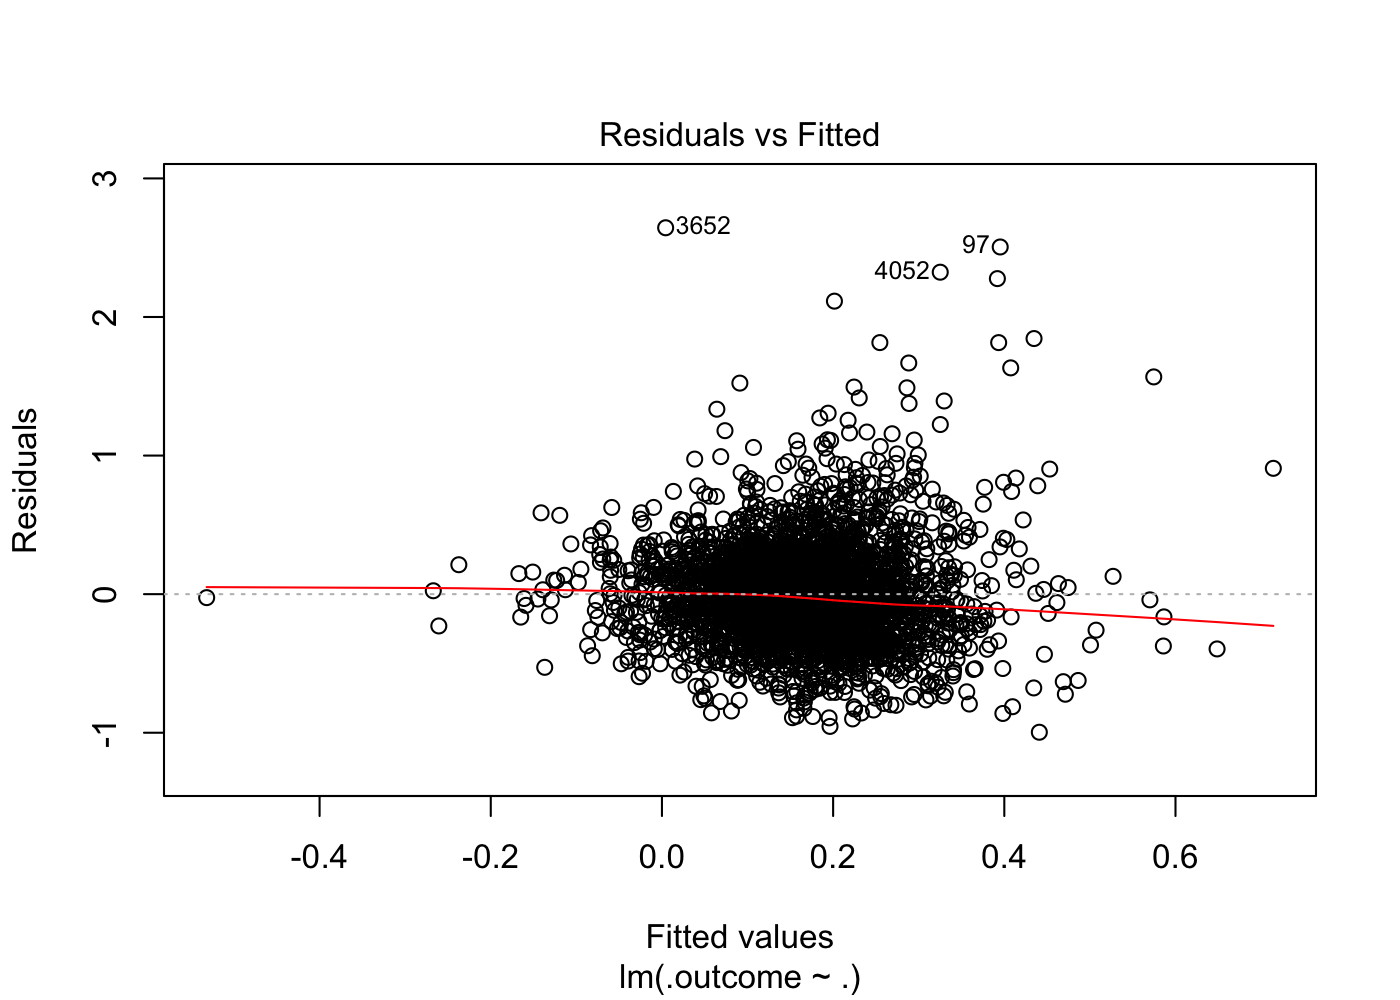 Residuals vs Fitted
3
2
1
0
-1
Residuals
3652
97
4052
-0.4 -0.2 0.0 0.2 0.4 0.6
Fitted values
lm(.outcome ~ .)